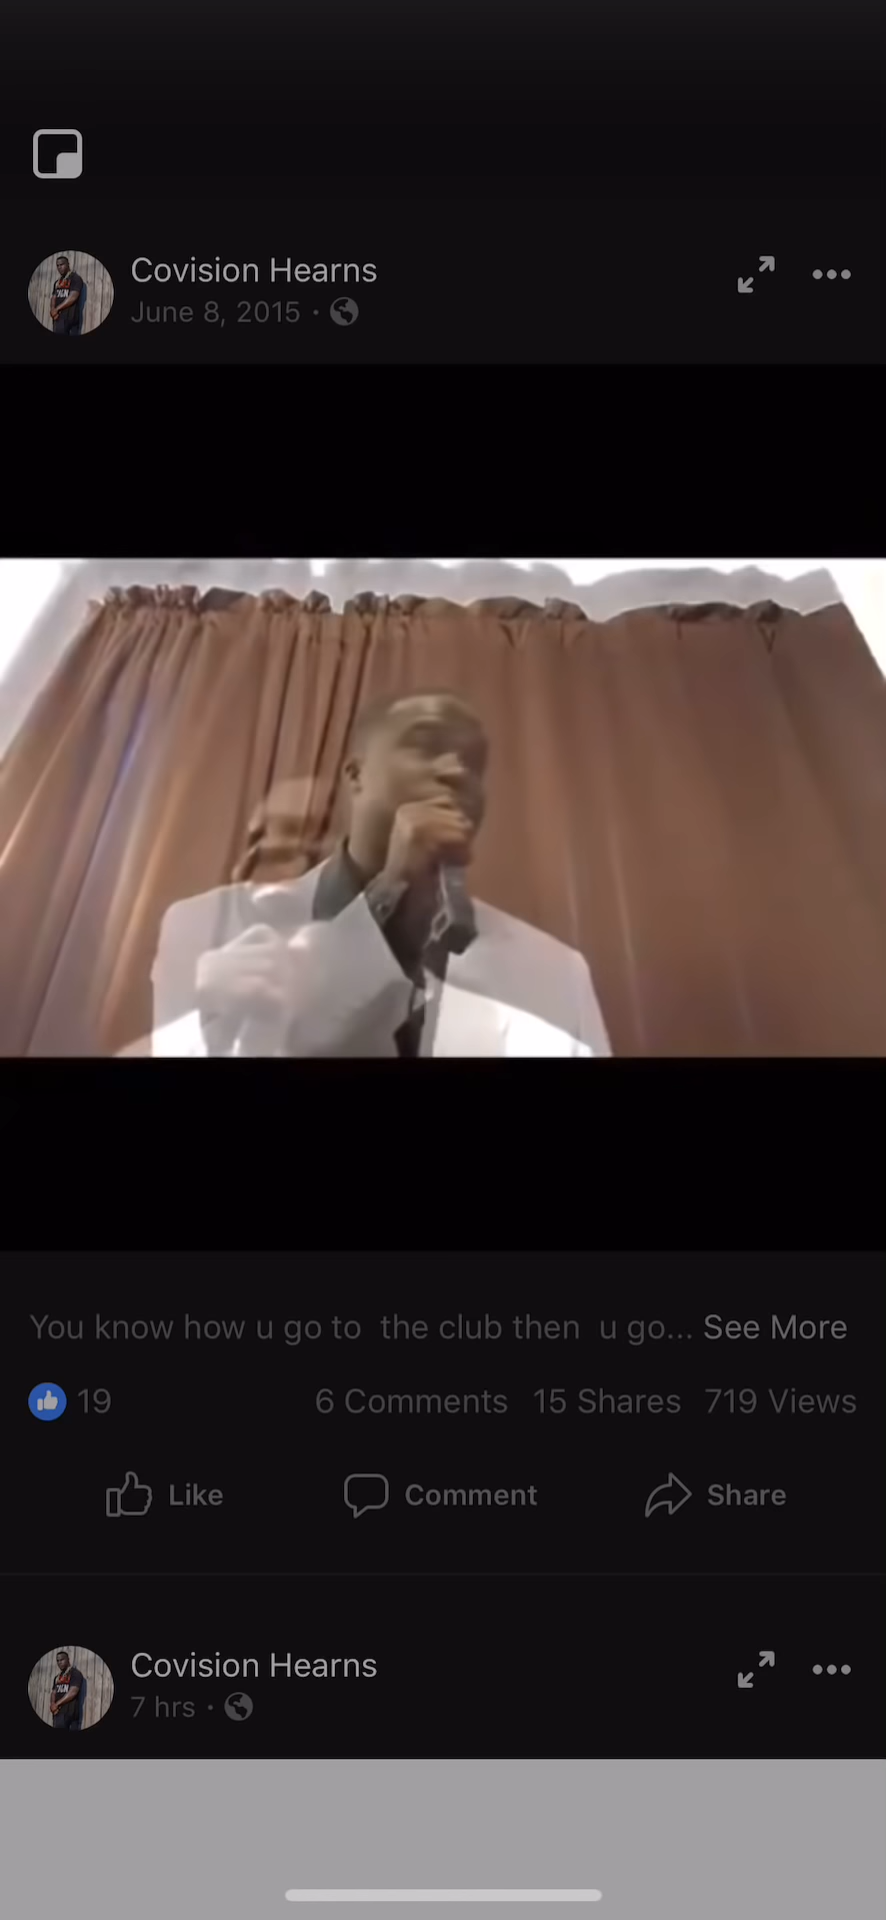 Covision Hearns
June 8, 2015 ·
You know how u go to  the club then  u go... See More
19
6 Comments 15 Shares 719 Views
Like Comment Share
Covision Hearns
7 hrs ·